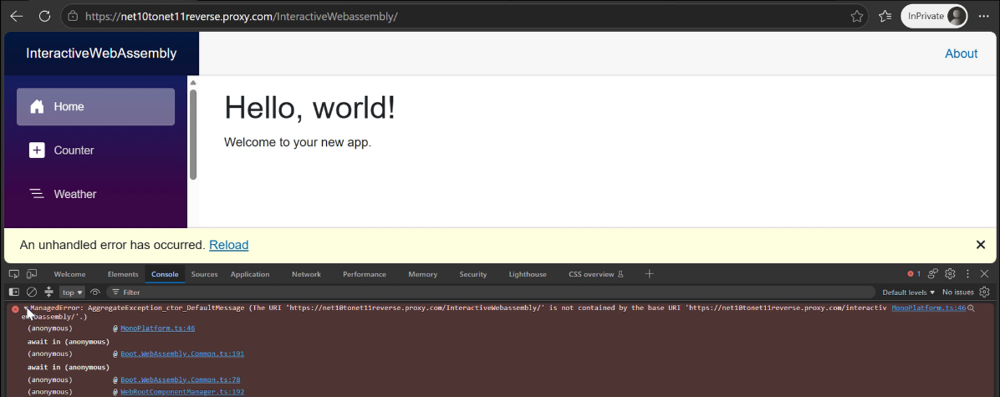 https://net10tonet11reverse.proxy.com/InteractiveWebassembly/
InPrivate
InteractiveWebAssembly
About
Home
Hello, world!
Welcome to your new app.
Counter
Weather
An unhandled error has occurred. Reload
Welcome Elements Console Sources Application Network Performance Memory Security Lighthouse CSS overview 1
top Filter Default levels No issues
ManagedError: AggregateException_ctor_DefaultMessage (The URI 'https://net10tonet11reverse.proxy.com/InteractiveWebassembly/' is not contained by the base URI 'https://net10tonet11reverse.proxy.com/interactiv MonoPlatform.ts:46
ewebassembly/'.)
(anonymous) @ MonoPlatform.ts:46
await in (anonymous)
(anonymous) @ Boot.WebAssembly.Common.ts:191
await in (anonymous)
(anonymous) @ Boot.WebAssembly.Common.ts:78
(anonymous) @ WebRootComponentManager.ts:192